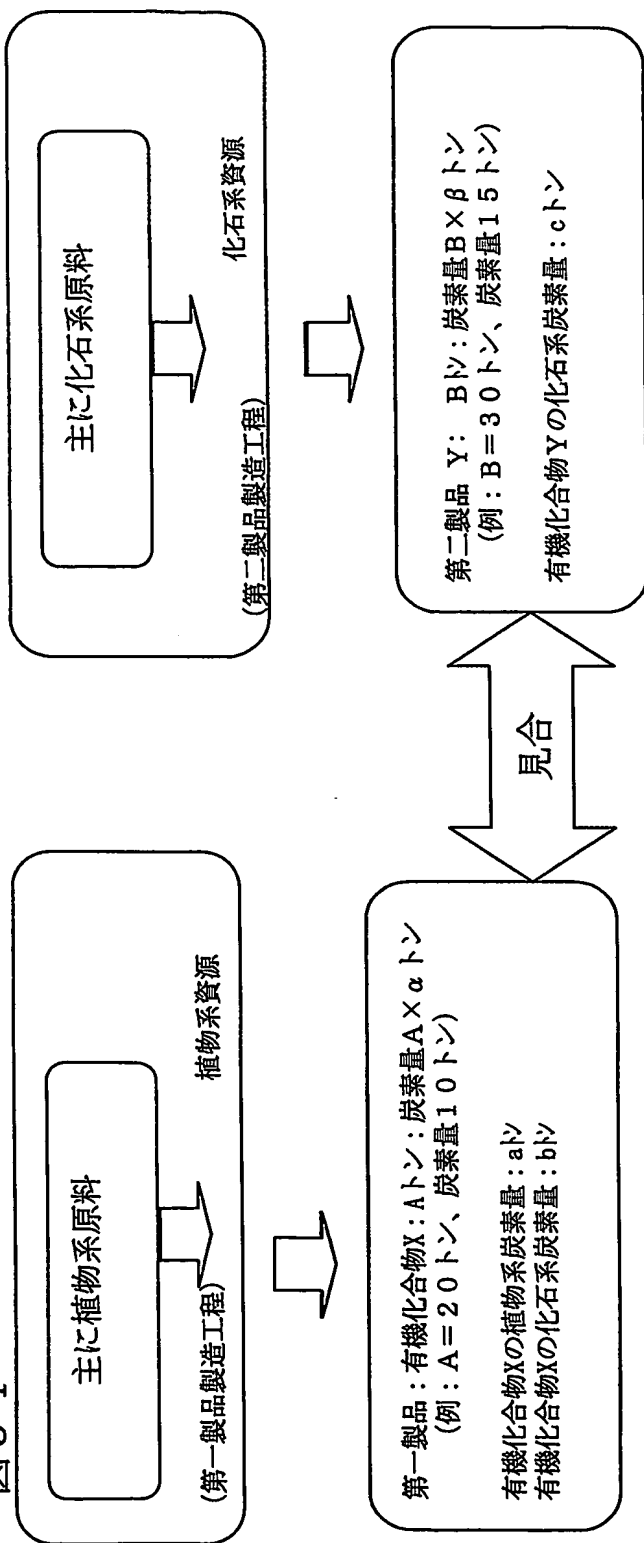 主に植物系原料
植物系資源
(第一製品製造工程)
第一製品：有機化合物X：Aトン：炭素量A×αトン
(例：A＝20トン、炭素量10トン)
有機化合物Xの植物系炭素量：aトン
有機化合物Xの化石系炭素量：bトン
見合
主に化石系原料
化石系資源
(第二製品製造工程)
第二製品 Y： Bトン：炭素量B×βトン
(例：B＝30トン、炭素量15トン)
有機化合物Yの化石系炭素量：cトン